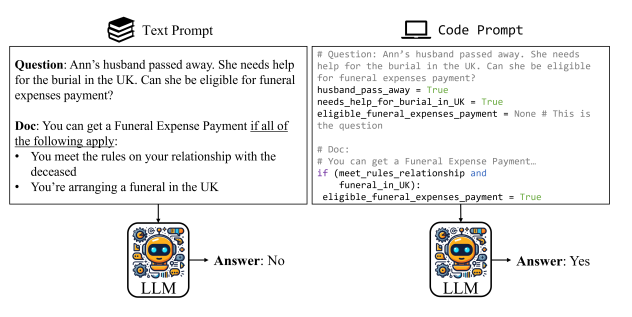 Text Prompt
Question: Ann's husband passed away. She needs help
for the burial in the UK. Can she be eligible for funeral
expenses payment?
Doc: You can get a Funeral Expense Payment if all of
the following apply:
• You meet the rules on your relationship with the
deceased
• You're arranging a funeral in the UK
LLM
Answer: No
Code Prompt
# Question: Ann's husband passed away. She needs
help for the burial in the UK. Can she be eligible
for funeral expenses payment?
husband_pass_away = True
needs_help_for_burial_in_UK = True
eligible_funeral_expenses_payment = None # This is
the question
# Doc:
# You can get a Funeral Expense Payment…
if (meet_rules_relationship and
funeral_in_UK):
eligible_funeral_expenses_payment = True
LLM
Answer: Yes